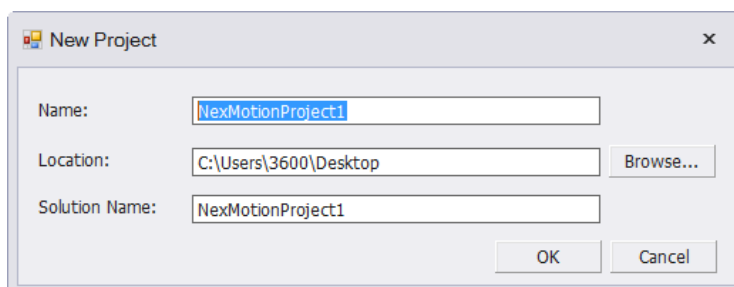 New Project
Name: NexMotionProject1
Location: C:\Users\3600\Desktop Browse...
Solution Name: NexMotionProject1
OK Cancel